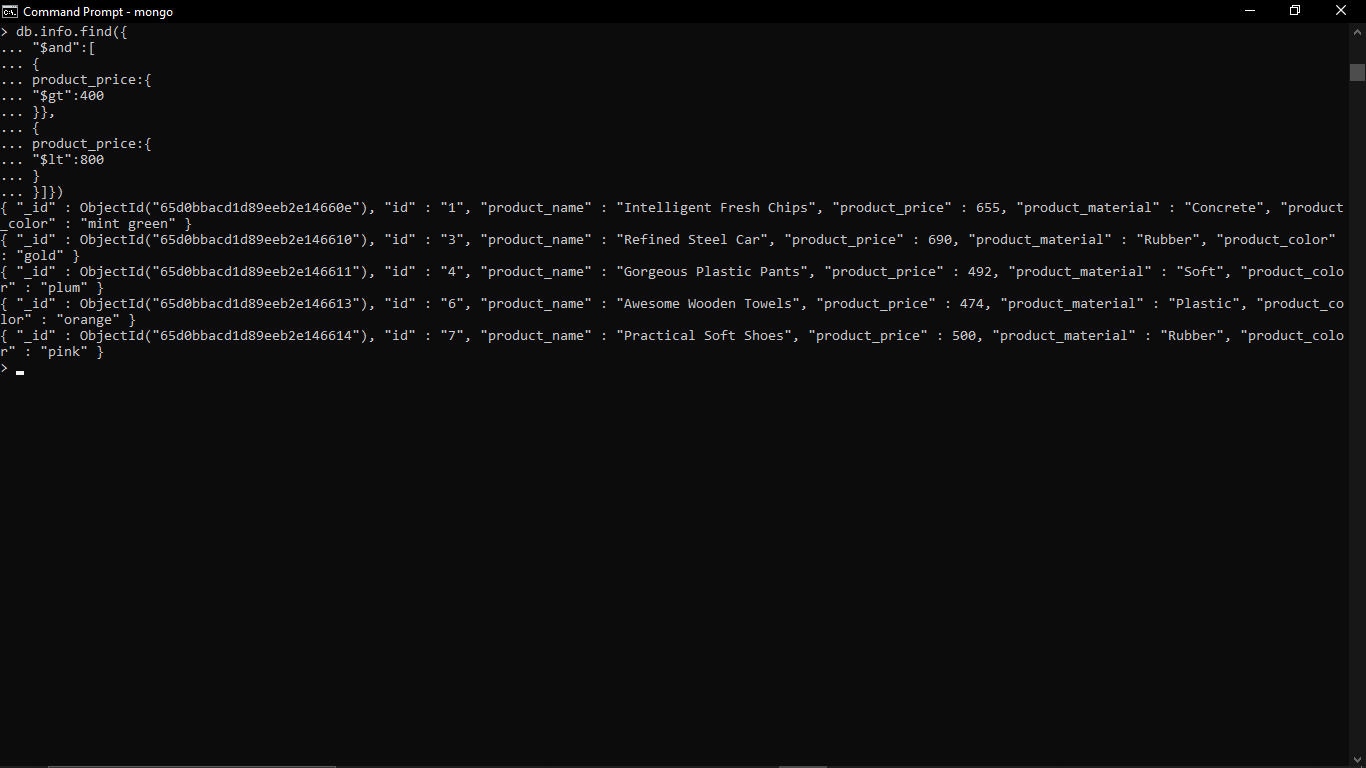 Command Prompt - mongo
> db.info.find({
... "$and":[
... {
... product_price:{
... "$gt":400
... }},
... {
... product_price:{
... "$lt":800
... }
... }]})
{ "_id" : ObjectId("65d0bbacd1d89eeb2e14660e"), "id" : "1", "product_name" : "Intelligent Fresh Chips", "product_price" : 655, "product_material" : "Concrete", "product
_color" : "mint green" }
{ "_id" : ObjectId("65d0bbacd1d89eeb2e146610"), "id" : "3", "product_name" : "Refined Steel Car", "product_price" : 690, "product_material" : "Rubber", "product_color"
: "gold" }
{ "_id" : ObjectId("65d0bbacd1d89eeb2e146611"), "id" : "4", "product_name" : "Gorgeous Plastic Pants", "product_price" : 492, "product_material" : "Soft", "product_colo
r" : "plum" }
{ "_id" : ObjectId("65d0bbacd1d89eeb2e146613"), "id" : "6", "product_name" : "Awesome Wooden Towels", "product_price" : 474, "product_material" : "Plastic", "product_co
lor" : "orange" }
{ "_id" : ObjectId("65d0bbacd1d89eeb2e146614"), "id" : "7", "product_name" : "Practical Soft Shoes", "product_price" : 500, "product_material" : "Rubber", "product_colo
r" : "pink" }
>